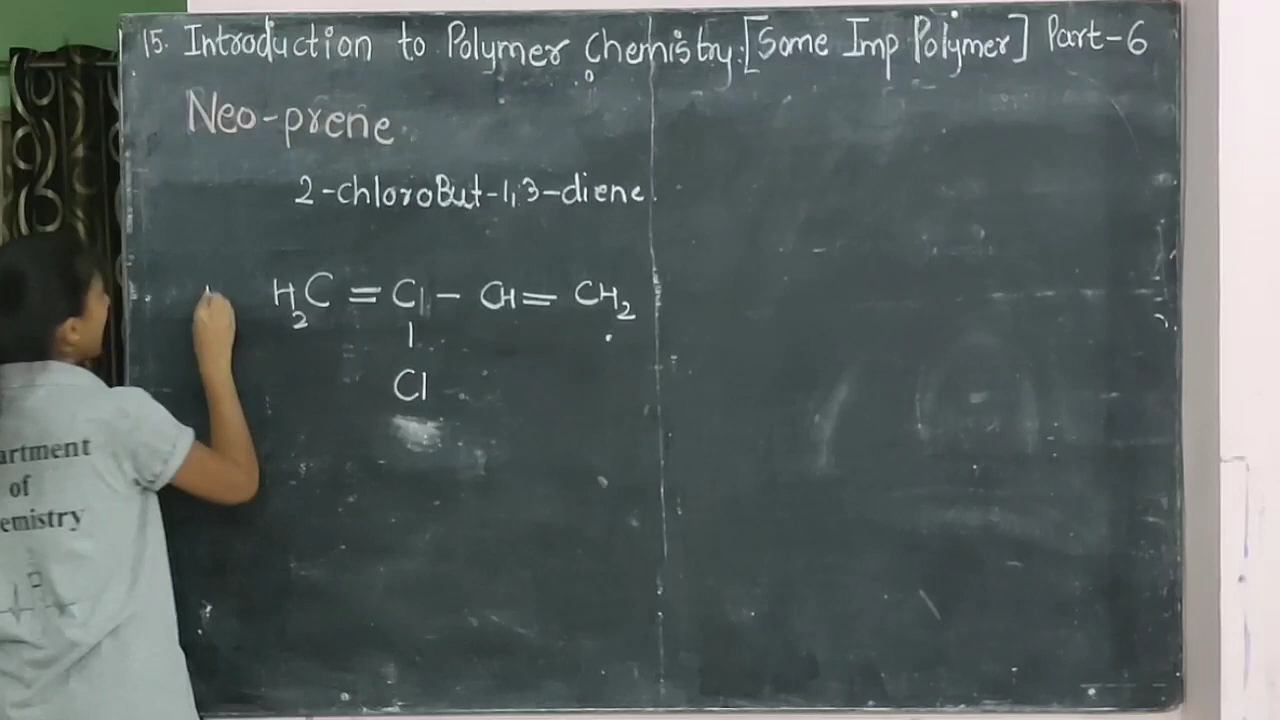 15. Introduction to Polymer Chemistry:[Some Imp Polymer] Part-6
Neo-prene.
2-chloroBut-1,3-diene.
H2C = Cl - CH = CH2
|
Cl
artment
of
emistry